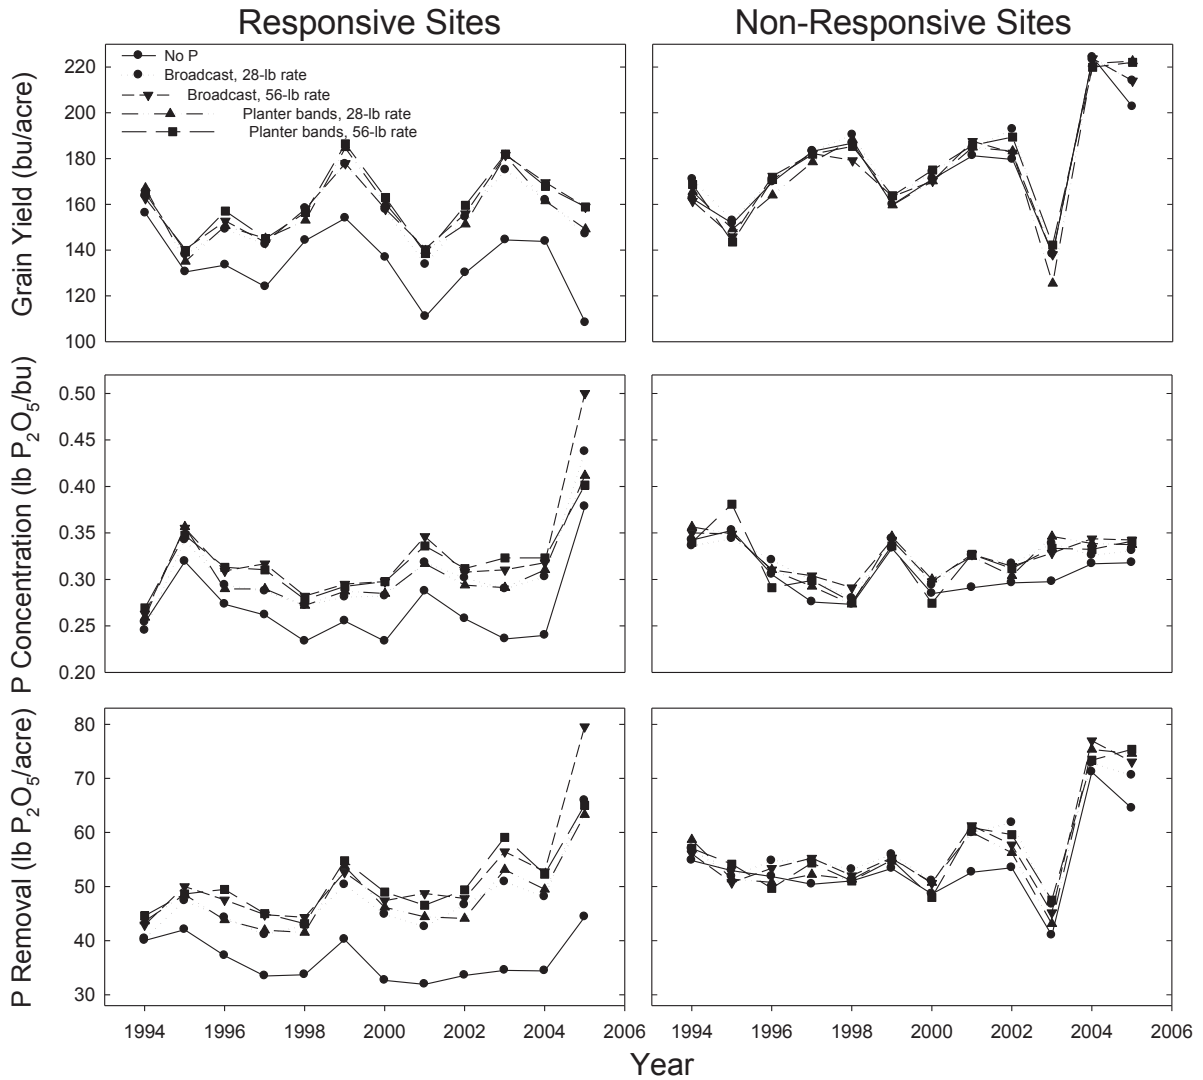 Responsive Sites
Non-Responsive Sites
Grain Yield (bu/acre)
220
200
180
160
140
120
100
No P
Broadcast, 28-lb rate
Broadcast, 56-lb rate
Planter bands, 28-lb rate
Planter bands, 56-lb rate
P Concentration (lb P₂O₅/bu)
0.50
0.45
0.40
0.35
0.30
0.25
0.20
P Removal (lb P₂O₅/acre)
80
70
60
50
40
30
1994 1996 1998 2000 2002 2004 2006
1994 1996 1998 2000 2002 2004 2006
Year